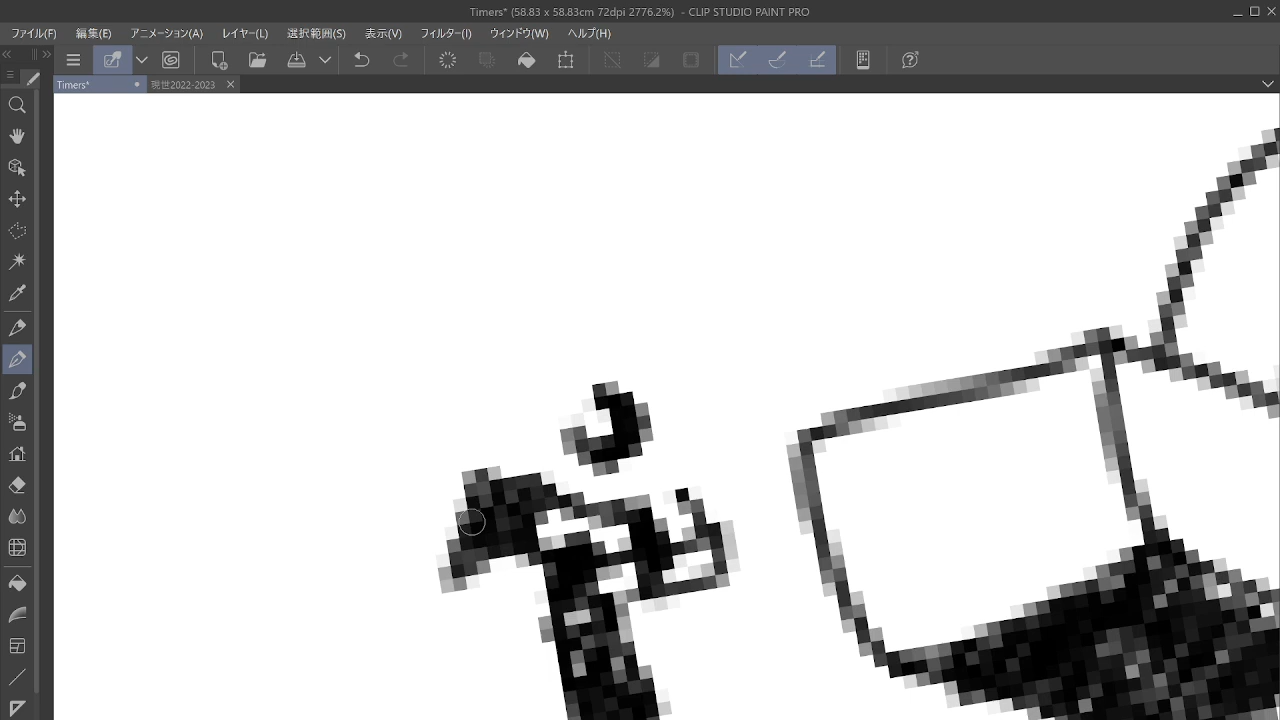 Timers* (58.83 x 58.83cm 72dpi 2776.2%)  - CLIP STUDIO PAINT PRO
ファイル(F) 編集(E) アニメーション(A) レイヤー(L) 選択範囲(S) 表示(V) フィルター(I) ウィンドウ(W) ヘルプ(H)
Timers* 現世2022-2023